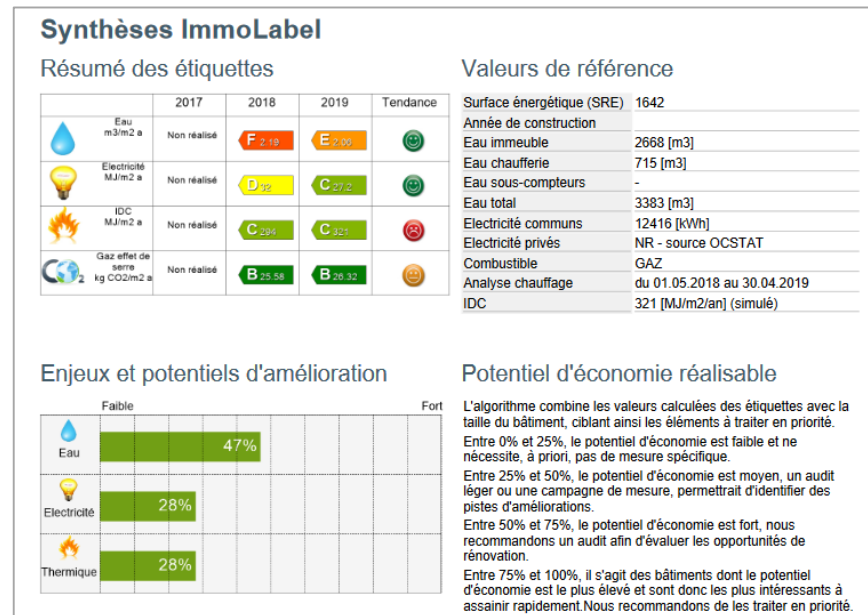 Synthèses ImmoLabel
Résumé des étiquettes
2017 2018 2019 Tendance
Eau
m3/m2 a
Non réalisé F 2.19 E 2.06
Electricité
MJ/m2 a
Non réalisé D 32 C 27.2
IDC
MJ/m2 a
Non réalisé C 294 C 321
Gaz effet de
serre
kg CO2/m2 a
CO2
Non réalisé B 25.58 B 26.32
Valeurs de référence
Surface énergétique (SRE) 1642
Année de construction
Eau immeuble 2668 [m3]
Eau chaufferie 715 [m3]
Eau sous-compteurs -
Eau total 3383 [m3]
Electricité communs 12416 [kWh]
Electricité privés NR - source OCSTAT
Combustible GAZ
Analyse chauffage du 01.05.2018 au 30.04.2019
IDC 321 [MJ/m2/an] (simulé)
Enjeux et potentiels d'amélioration
Faible Fort
Eau 47%
Electricité 28%
Thermique 28%
Potentiel d'économie réalisable
L'algorithme combine les valeurs calculées des étiquettes avec la
taille du bâtiment, ciblant ainsi les éléments à traiter en priorité.
Entre 0% et 25%, le potentiel d'économie est faible et ne
nécessite, à priori, pas de mesure spécifique.
Entre 25% et 50%, le potentiel d'économie est moyen, un audit
léger ou une campagne de mesure, permettrait d'identifier des
pistes d'améliorations.
Entre 50% et 75%, le potentiel d'économie est fort, nous
recommandons un audit afin d'évaluer les opportunités de
rénovation.
Entre 75% et 100%, il s'agit des bâtiments dont le potentiel
d'économie est le plus élevé et sont donc les plus intéressants à
assainir rapidement.Nous recommandons de les traiter en priorité.